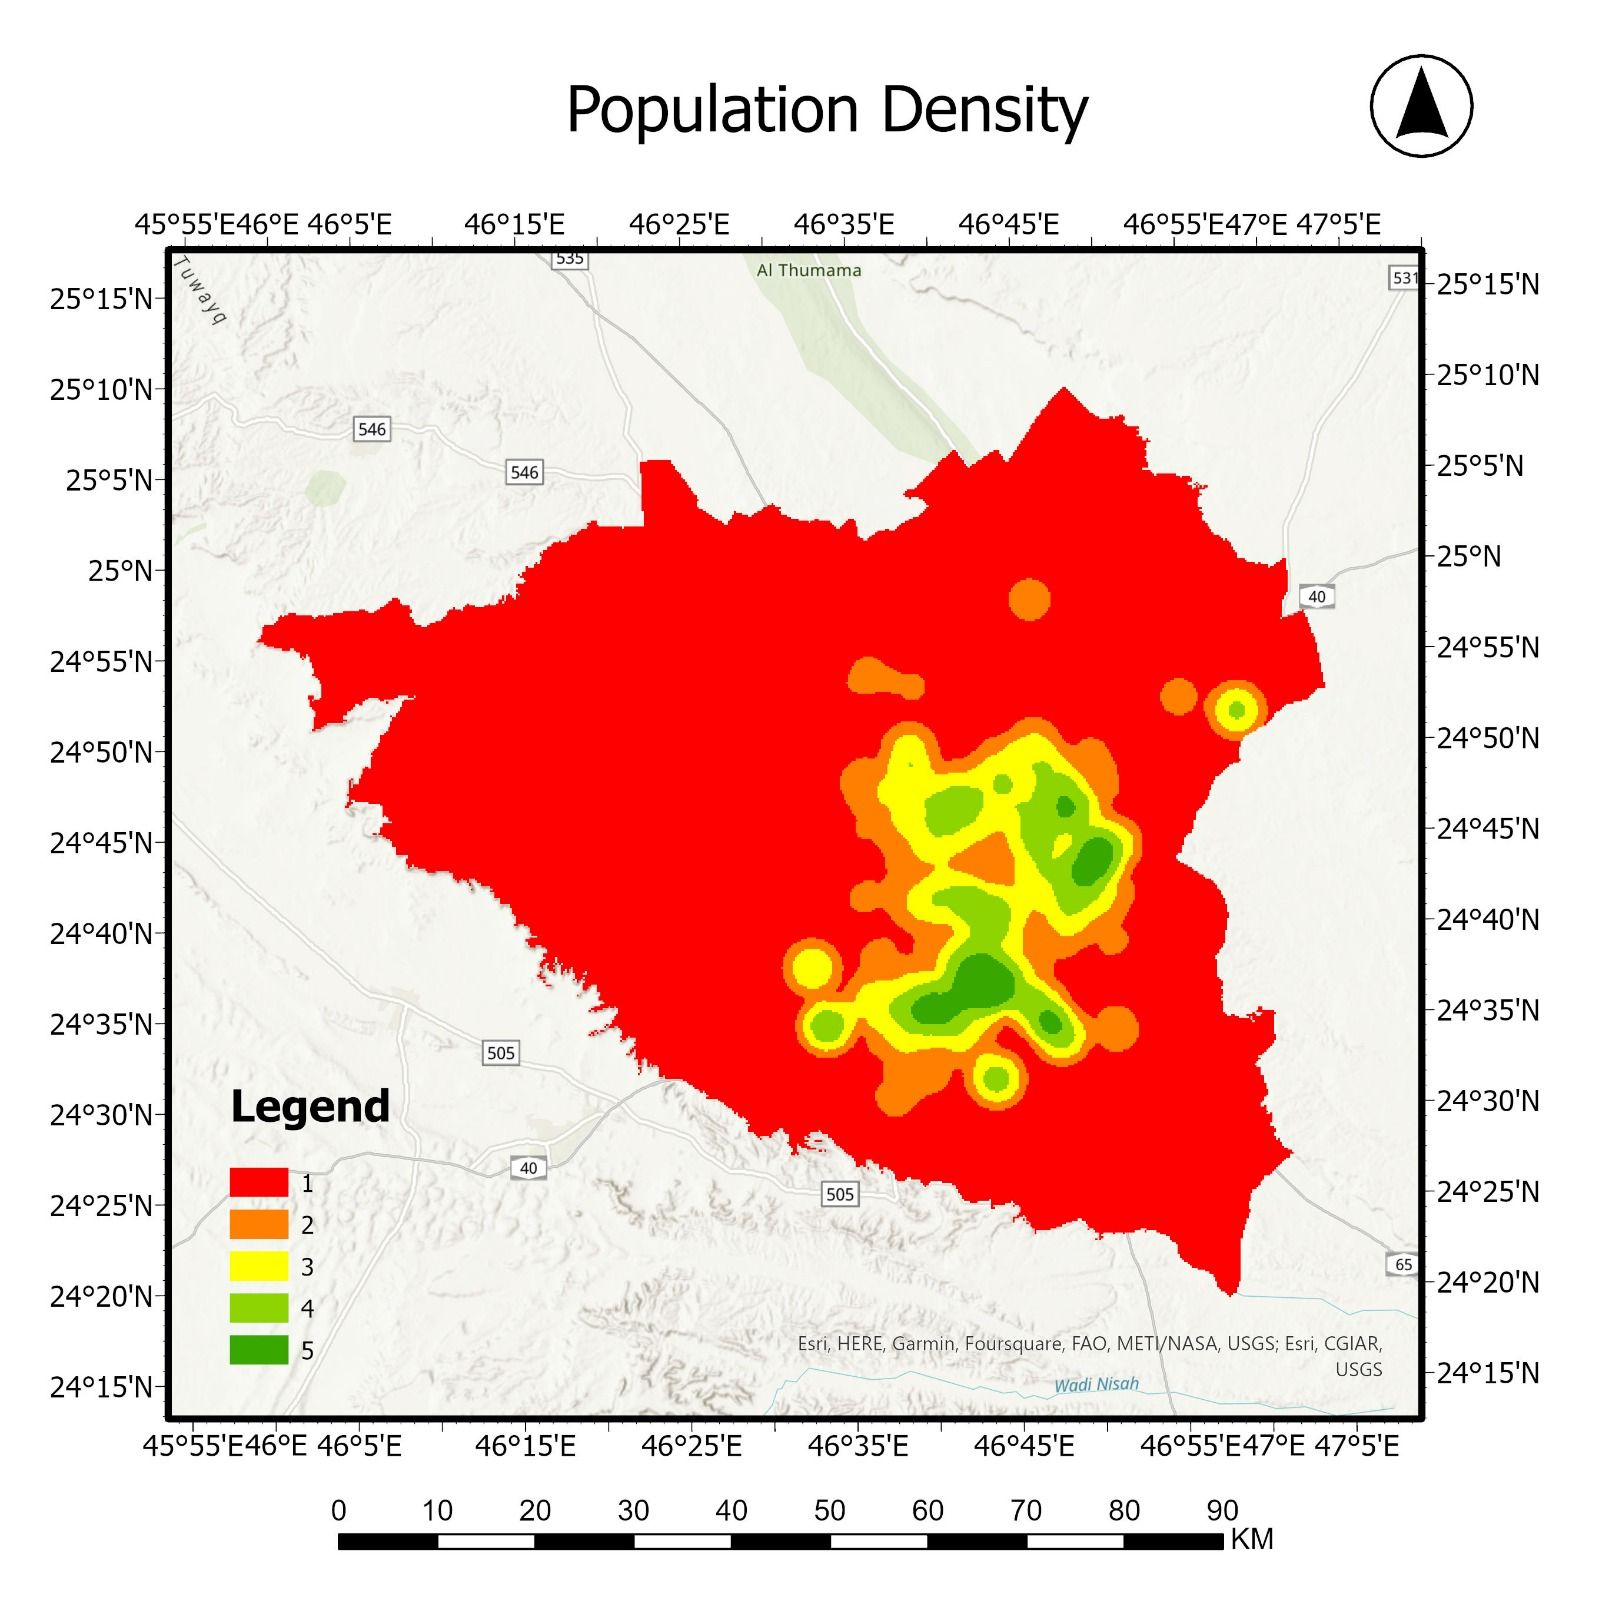 Population Density
45°55'E 46°E 46°5'E 46°15'E 46°25'E 46°35'E 46°45'E 46°55'E 47°E 47°5'E
535
Al Thumama
531
Tuwayq
25°15'N 25°15'N
25°10'N 25°10'N
546
546
25°5'N 25°5'N
25°N 25°N
40
24°55'N 24°55'N
24°50'N 24°50'N
24°45'N 24°45'N
24°40'N 24°40'N
24°35'N 24°35'N
505
Legend
24°30'N 24°30'N
40
1
505
24°25'N 24°25'N
2
3
65
24°20'N 24°20'N
4
5
Esri, HERE, Garmin, Foursquare, FAO, METI/NASA, USGS; Esri, CGIAR,
USGS
Wadi Nisah
24°15'N 24°15'N
45°55'E 46°E 46°5'E 46°15'E 46°25'E 46°35'E 46°45'E 46°55'E 47°E 47°5'E
0 10 20 30 40 50 60 70 80 90
KM